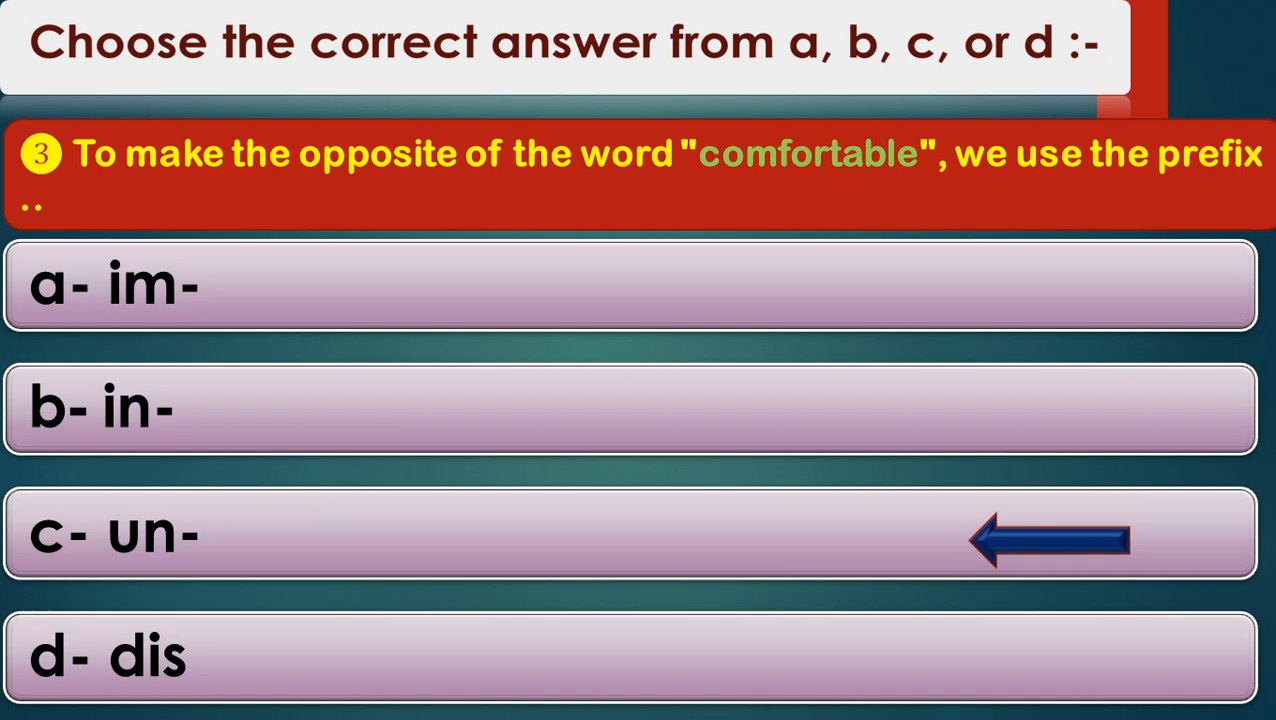 Choose the correct answer from a, b, c, or d :-
❸ To make the opposite of the word "comfortable", we use the prefix
..
a- im-
b- in-
c- un-
d- dis